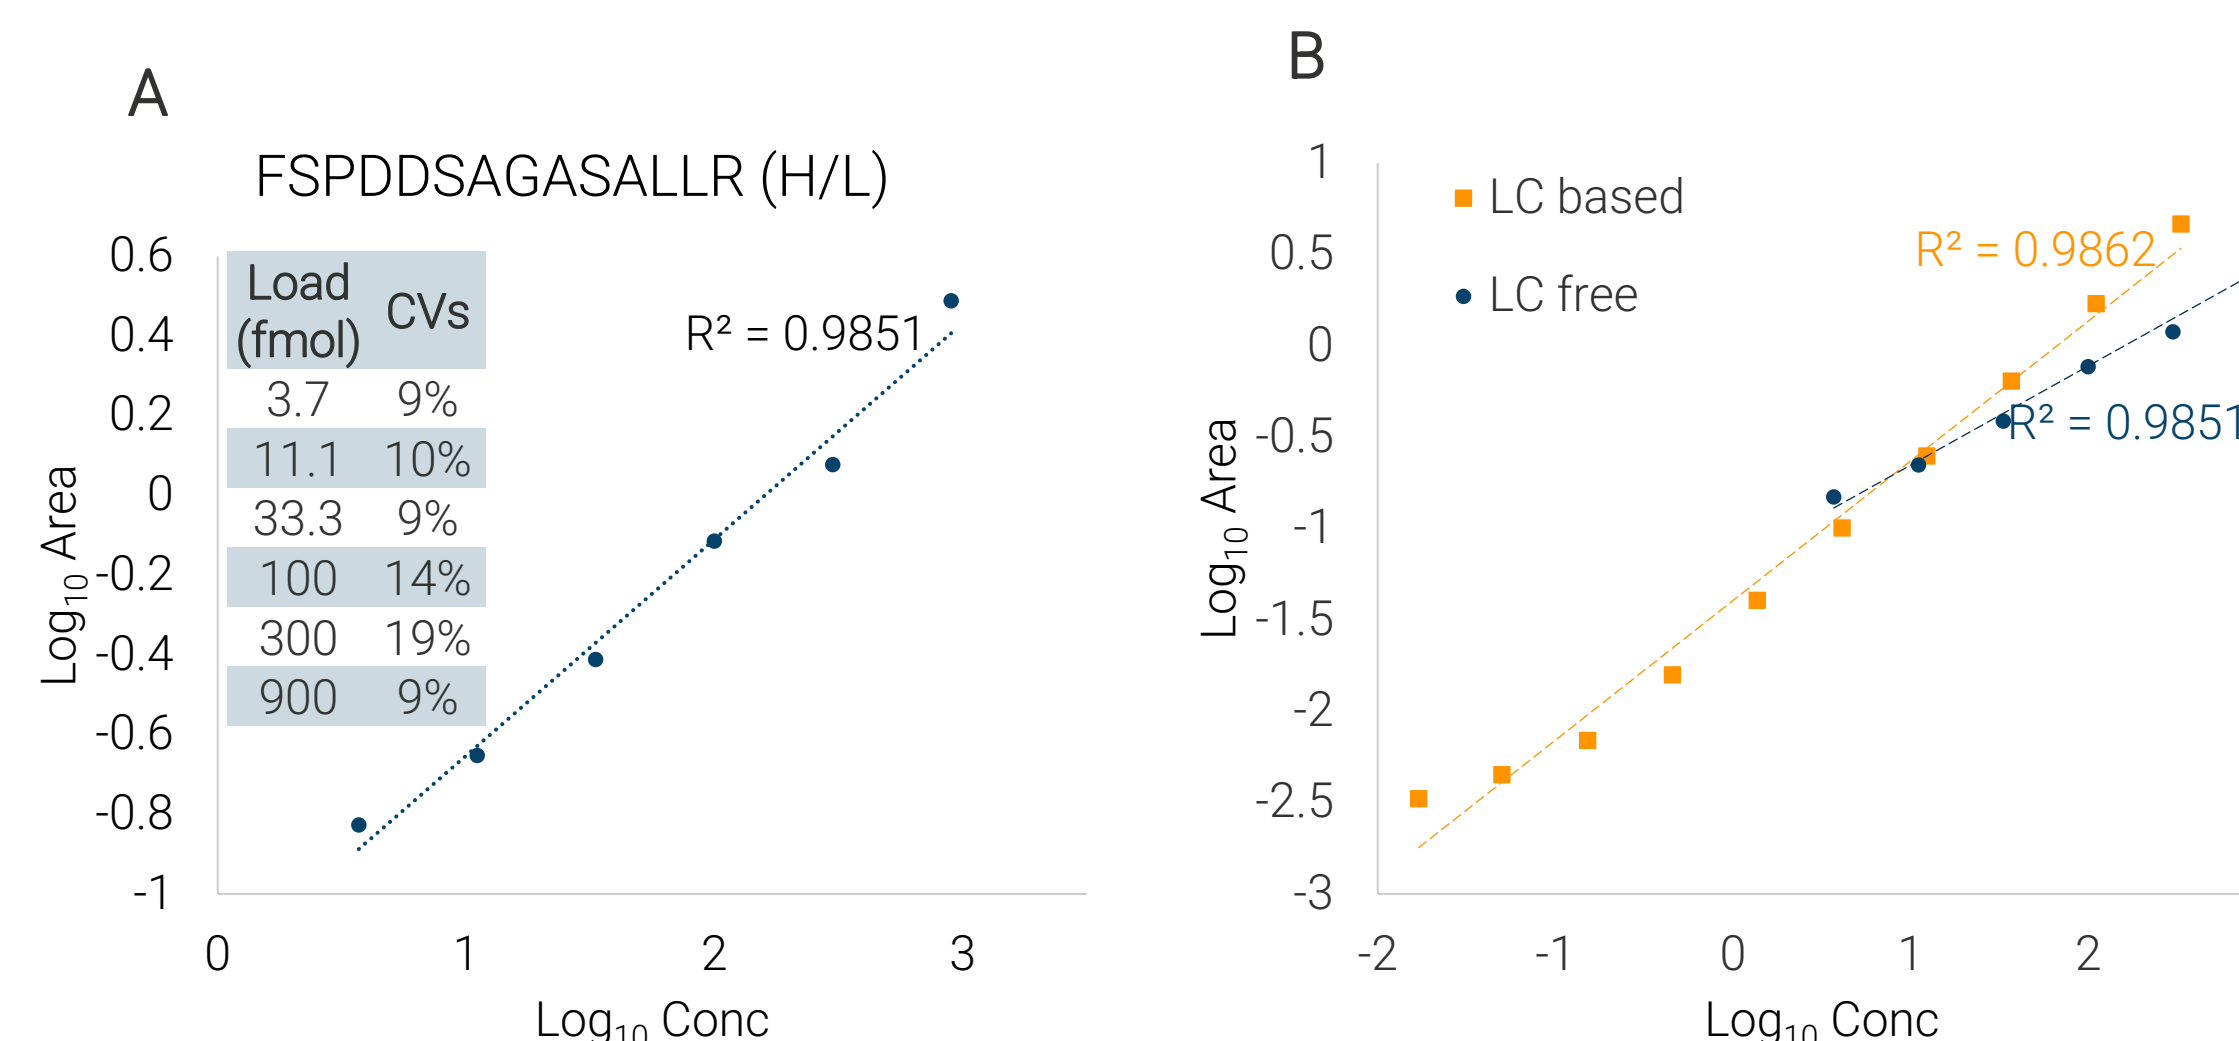 A
FSPDDSAGASALLR (H/L)
0.6
0.4
0.2
0
-0.2
-0.4
-0.6
-0.8
-1
Log₁₀ Area
Load (fmol) CVs
3.7 9%
11.1 10%
33.3 9%
100 14%
300 19%
900 9%
R² = 0.9851
0 1 2 3
Log₁₀ Conc
B
1
0.5
0
-0.5
-1
-1.5
-2
-2.5
-3
Log₁₀ Area
LC based
LC free
R² = 0.9862
R² = 0.9851
-2 -1 0 1 2
Log₁₀ Conc